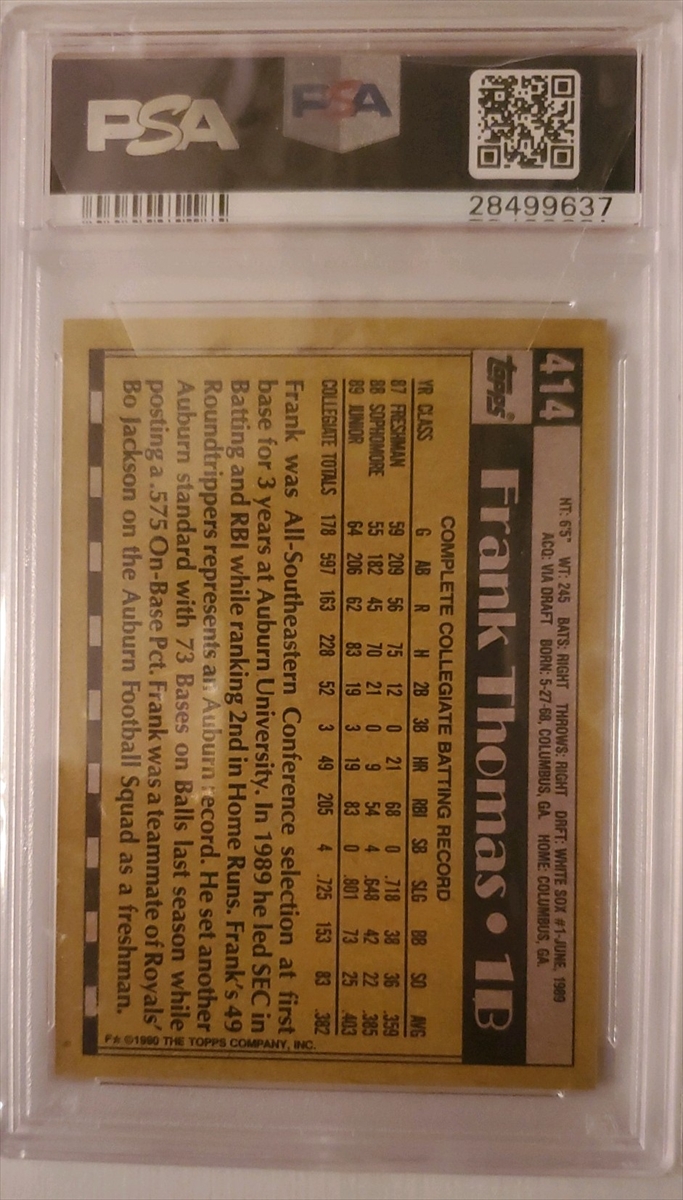 PSA
PSA
28499637
414
HT: 6'5" WT: 245 BATS: RIGHT THROWS: RIGHT DRFT: WHITE SOX #1-JUNE, 1989
ACQ: VIA DRAFT BORN: 5-27-68, COLUMBUS, GA. HOME: COLUMBUS, GA.
topps
Frank Thomas • 1B
COMPLETE COLLEGIATE BATTING RECORD
YR CLASS G AB R H 2B 3B HR RBI SB SLG BB SO AVG
87 FRESHMAN 59 209 56 75 12 0 21 68 0 .718 38 36 .359
88 SOPHOMORE 55 182 45 70 21 0 9 54 4 .648 42 22 .385
89 JUNIOR 64 206 62 83 19 3 19 83 0 .801 73 25 .403
COLLEGIATE TOTALS 178 597 163 228 52 3 49 205 4 .725 153 83 .382
Frank was All-Southeastern Conference selection at first
base for 3 years at Auburn University. In 1989 he led SEC in
Batting and RBI while ranking 2nd in Home Runs. Frank's 49
Roundtrippers represents an Auburn record. He set another
Auburn standard with 73 Bases on Balls last season while
posting a .575 On-Base Pct. Frank was a teammate of Royals'
Bo Jackson on the Auburn Football Squad as a freshman.
F* ©1990 THE TOPPS COMPANY, INC.